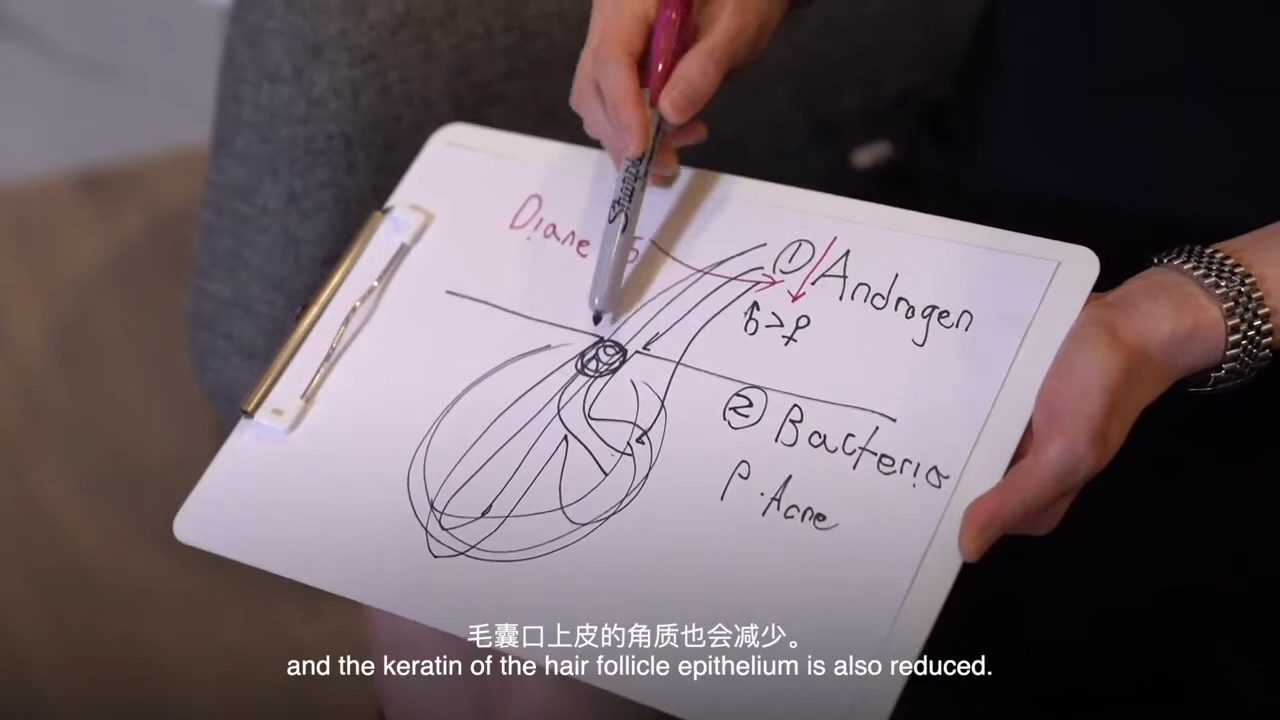 Sharpie
Diane
① Androgen
♂>♀
② Bacteria
P. Acne
毛囊口上皮的角质也会减少。
and the keratin of the hair follicle epithelium is also reduced.